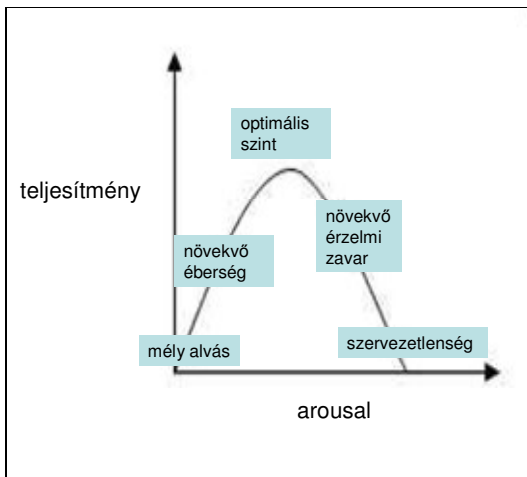 optimális
szint
teljesítmény
növekvő
érzelmi
zavar
növekvő
éberség
mély alvás
szervezetlenség
arousal